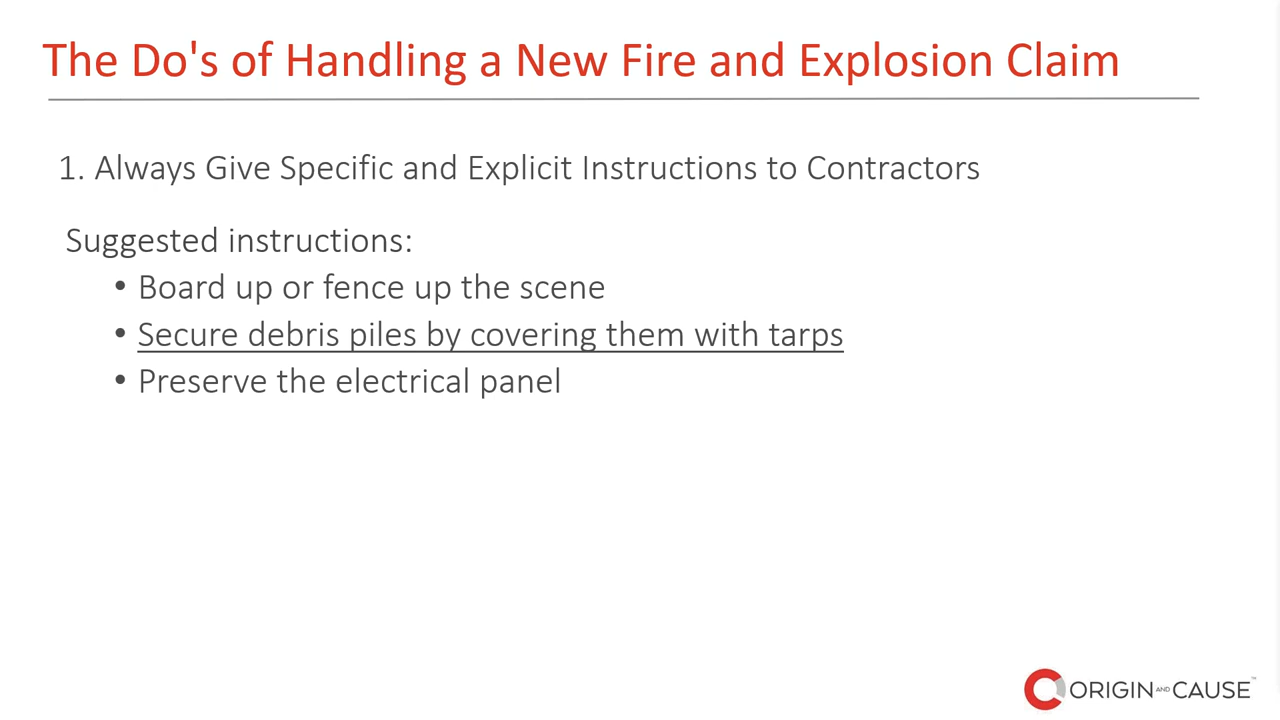 The Do's of Handling a New Fire and Explosion Claim
1. Always Give Specific and Explicit Instructions to Contractors
Suggested instructions:
• Board up or fence up the scene
• Secure debris piles by covering them with tarps
• Preserve the electrical panel
ORIGIN AND CAUSE™